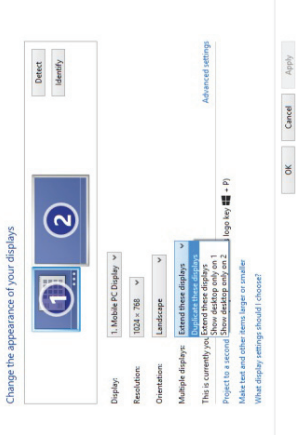 Change the appearance of your displays
Detect
Identify
1
2
Display: 1. Mobile PC Display
Resolution: 1024 × 768
Orientation: Landscape
Multiple displays: Extend these displays
Duplicate these displays
This is currently you
Extend these displays
Show desktop only on 1
Show desktop only on 2
Advanced settings
Project to a second
logo key + P)
Make text and other items larger or smaller
What display settings should I choose?
OK Cancel Apply